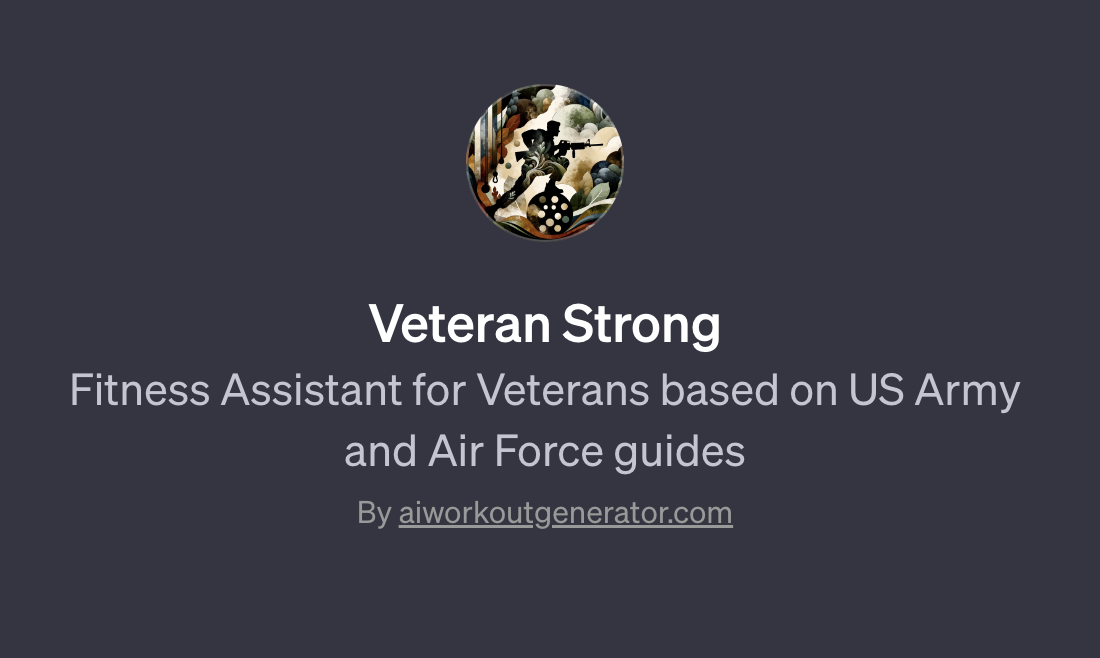 Veteran Strong
Fitness Assistant for Veterans based on US Army
and Air Force guides
By aiworkoutgenerator.com